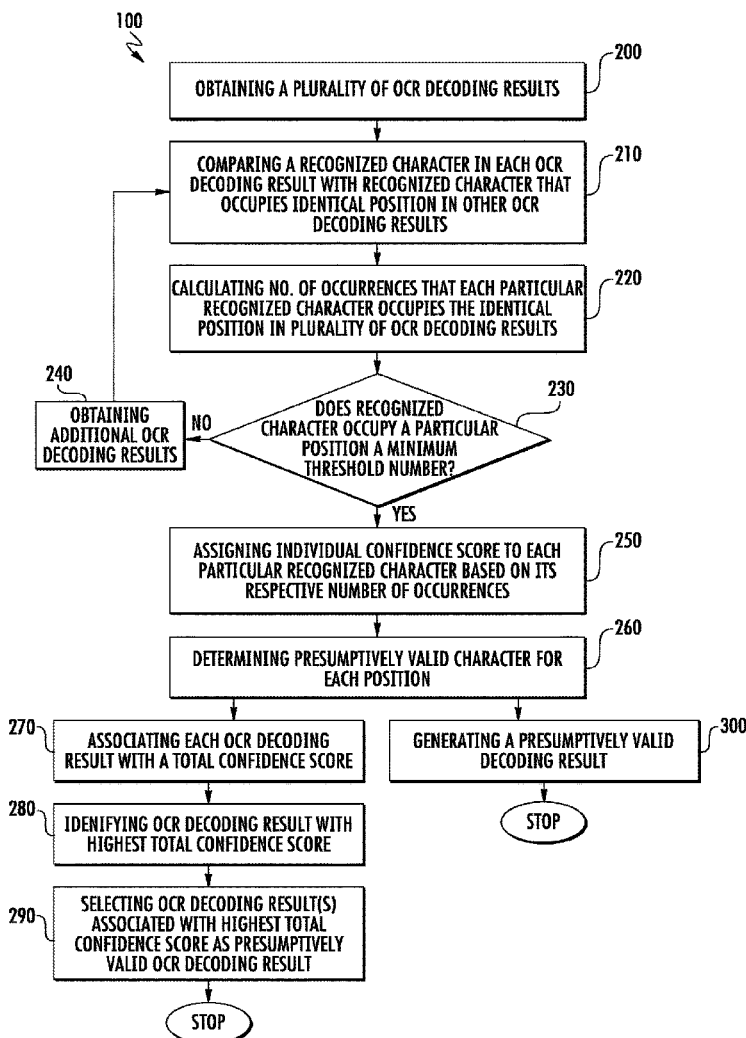 100
200
OBTAINING A PLURALITY OF OCR DECODING RESULTS
210
COMPARING A RECOGNIZED CHARACTER IN EACH OCR
DECODING RESULT WITH RECOGNIZED CHARACTER THAT
OCCUPIES IDENTICAL POSITION IN OTHER OCR
DECODING RESULTS
220
CALCULATING NO. OF OCCURRENCES THAT EACH PARTICULAR
RECOGNIZED CHARACTER OCCUPIES THE IDENTICAL
POSITION IN PLURALITY OF OCR DECODING RESULTS
240
OBTAINING
ADDITIONAL OCR
DECODING RESULTS
NO
230
DOES RECOGNIZED
CHARACTER OCCUPY A PARTICULAR
POSITION A MINIMUM
THRESHOLD NUMBER?
YES
250
ASSIGNING INDIVIDUAL CONFIDENCE SCORE TO EACH
PARTICULAR RECOGNIZED CHARACTER BASED ON ITS
RESPECTIVE NUMBER OF OCCURRENCES
260
DETERMINING PRESUMPTIVELY VALID CHARACTER FOR
EACH POSITION
270
ASSOCIATING EACH OCR DECODING
RESULT WITH A TOTAL CONFIDENCE SCORE
300
GENERATING A PRESUMPTIVELY VALID
DECODING RESULT
STOP
280
IDENIFYING OCR DECODING RESULT WITH
HIGHEST TOTAL CONFIDENCE SCORE
290
SELECTING OCR DECODING RESULT(S)
ASSOCIATED WITH HIGHEST TOTAL
CONFIDENCE SCORE AS PRESUMPTIVELY
VALID OCR DECODING RESULT
STOP